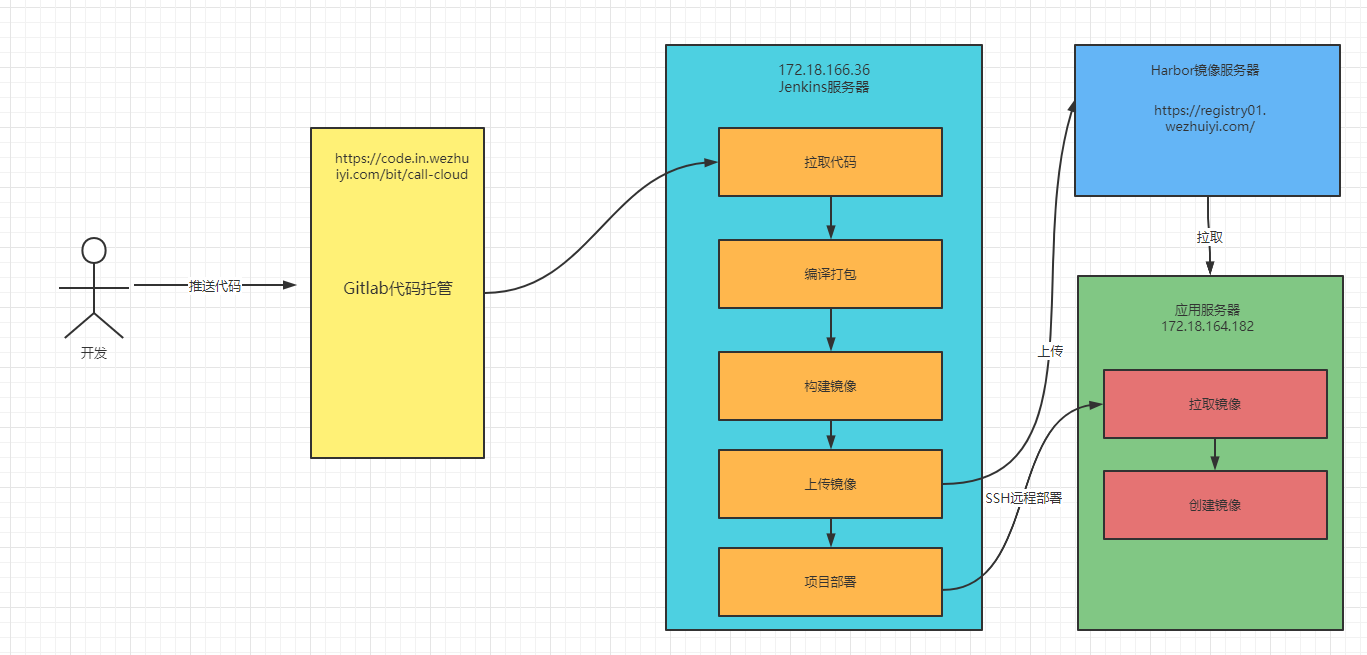 开发
推送代码
https://code.in.wezhu
iyi.com/bit/call-cloud
Gitlab代码托管
172.18.166.36
Jenkins服务器
拉取代码
编译打包
构建镜像
上传镜像
项目部署
上传
SSH远程部署
Harbor镜像服务器
https://registry01.
wezhuiyi.com/
拉取
应用服务器
172.18.164.182
拉取镜像
创建镜像